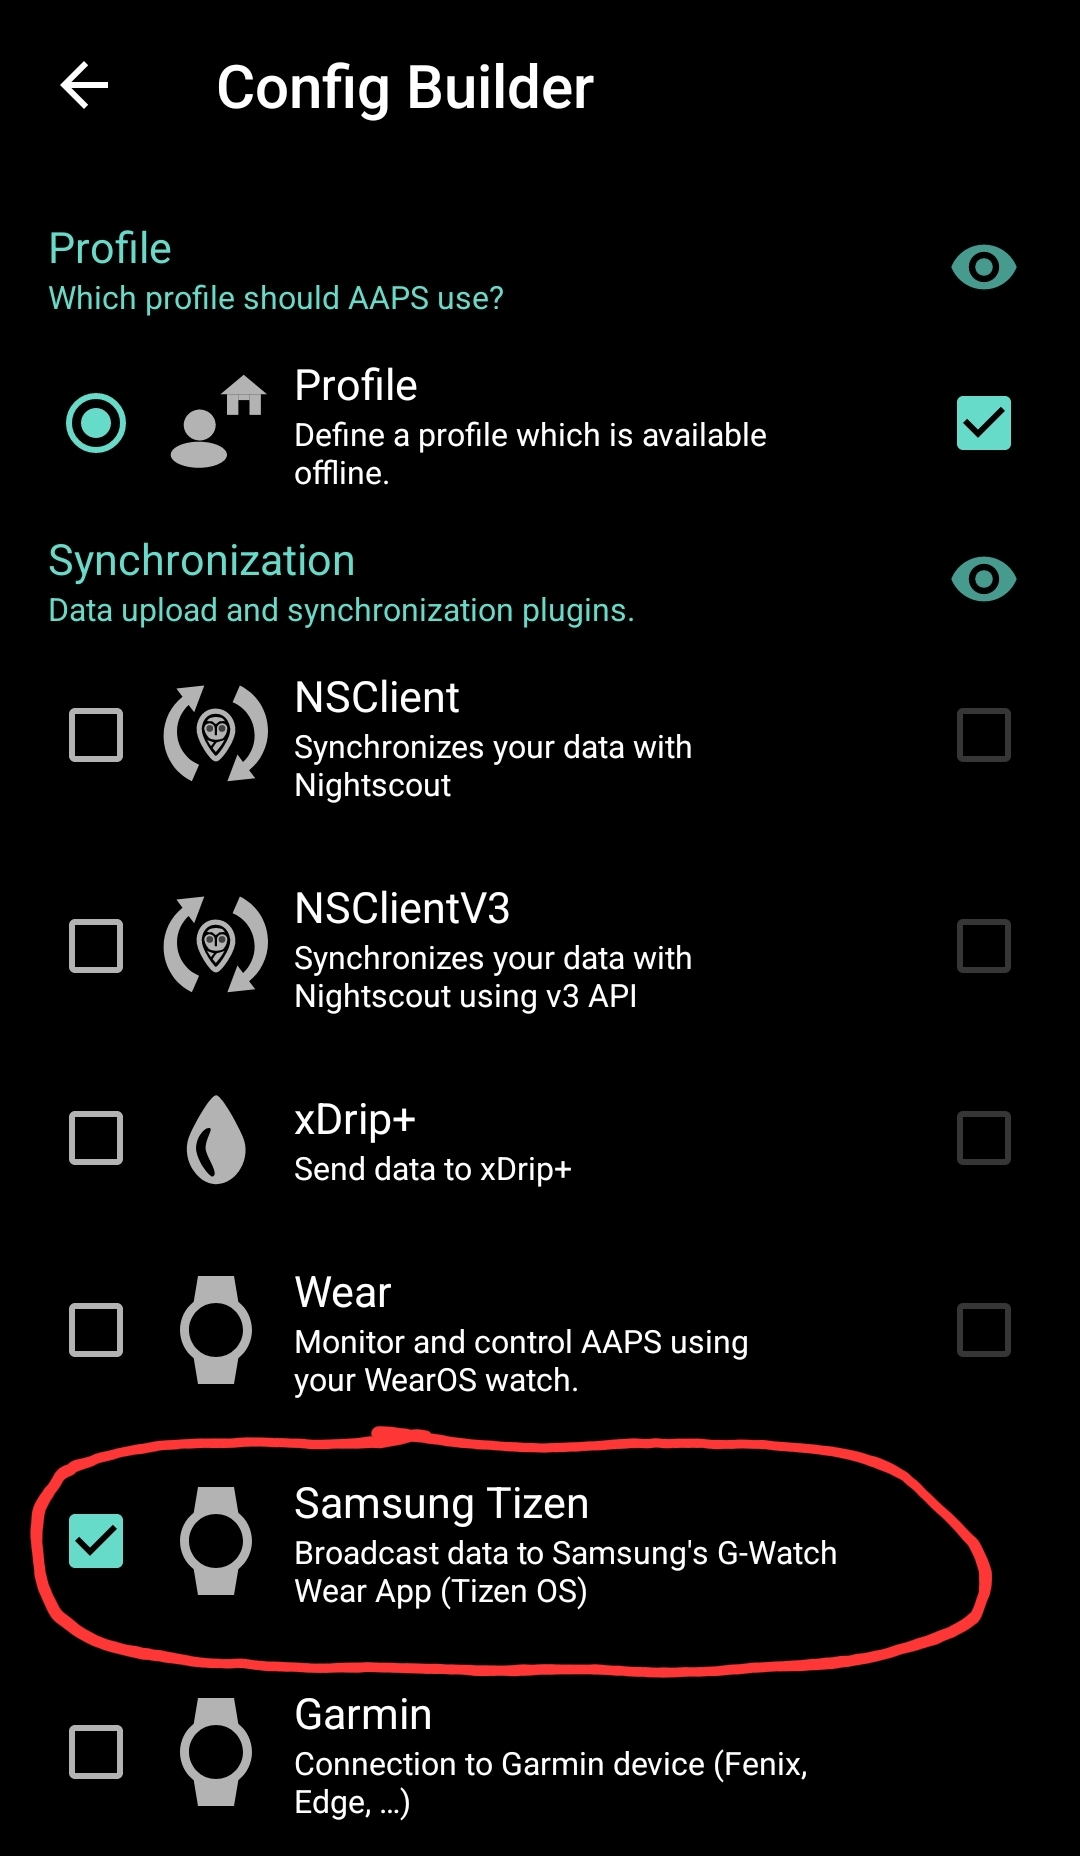 Config Builder
Profile
Which profile should AAPS use?
Profile
Define a profile which is available
offline.
Synchronization
Data upload and synchronization plugins.
NSClient
Synchronizes your data with
Nightscout
NSClientV3
Synchronizes your data with
Nightscout using v3 API
xDrip+
Send data to xDrip+
Wear
Monitor and control AAPS using
your WearOS watch.
Samsung Tizen
Broadcast data to Samsung's G-Watch
Wear App (Tizen OS)
Garmin
Connection to Garmin device (Fenix,
Edge, …)